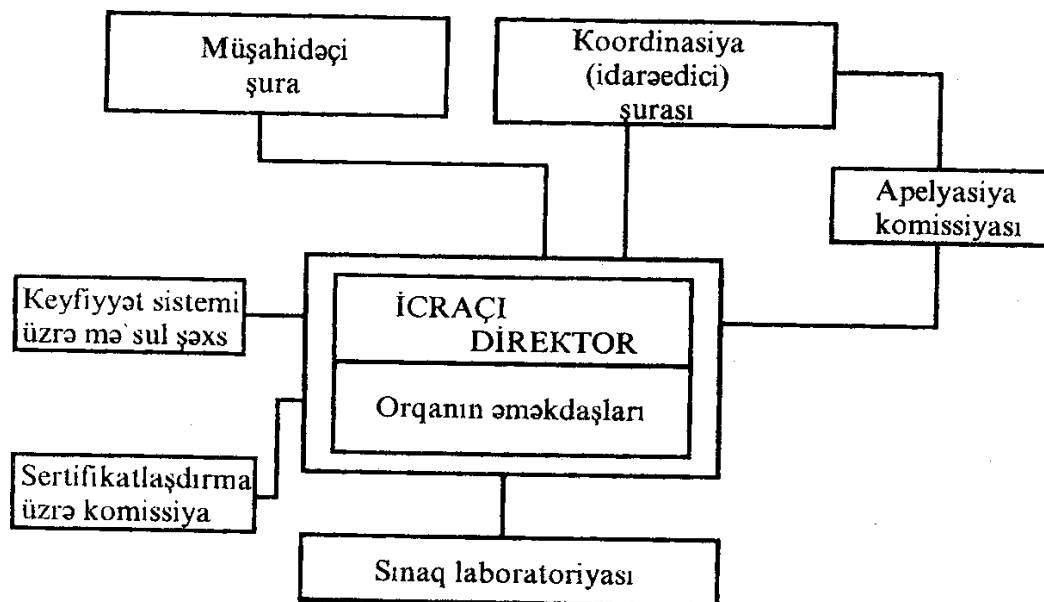 Müşahidəçi
şura
Koordinasiya
(idarəedici)
şurası
Apelyasiya
komissiyası
Keyfiyyət sistemi
üzrə mə`sul şəxs
İCRAÇI
DİREKTOR
Orqanın əməkdaşları
Sertifikatlaşdırma
üzrə komissiya
Sınaq laboratoriyası